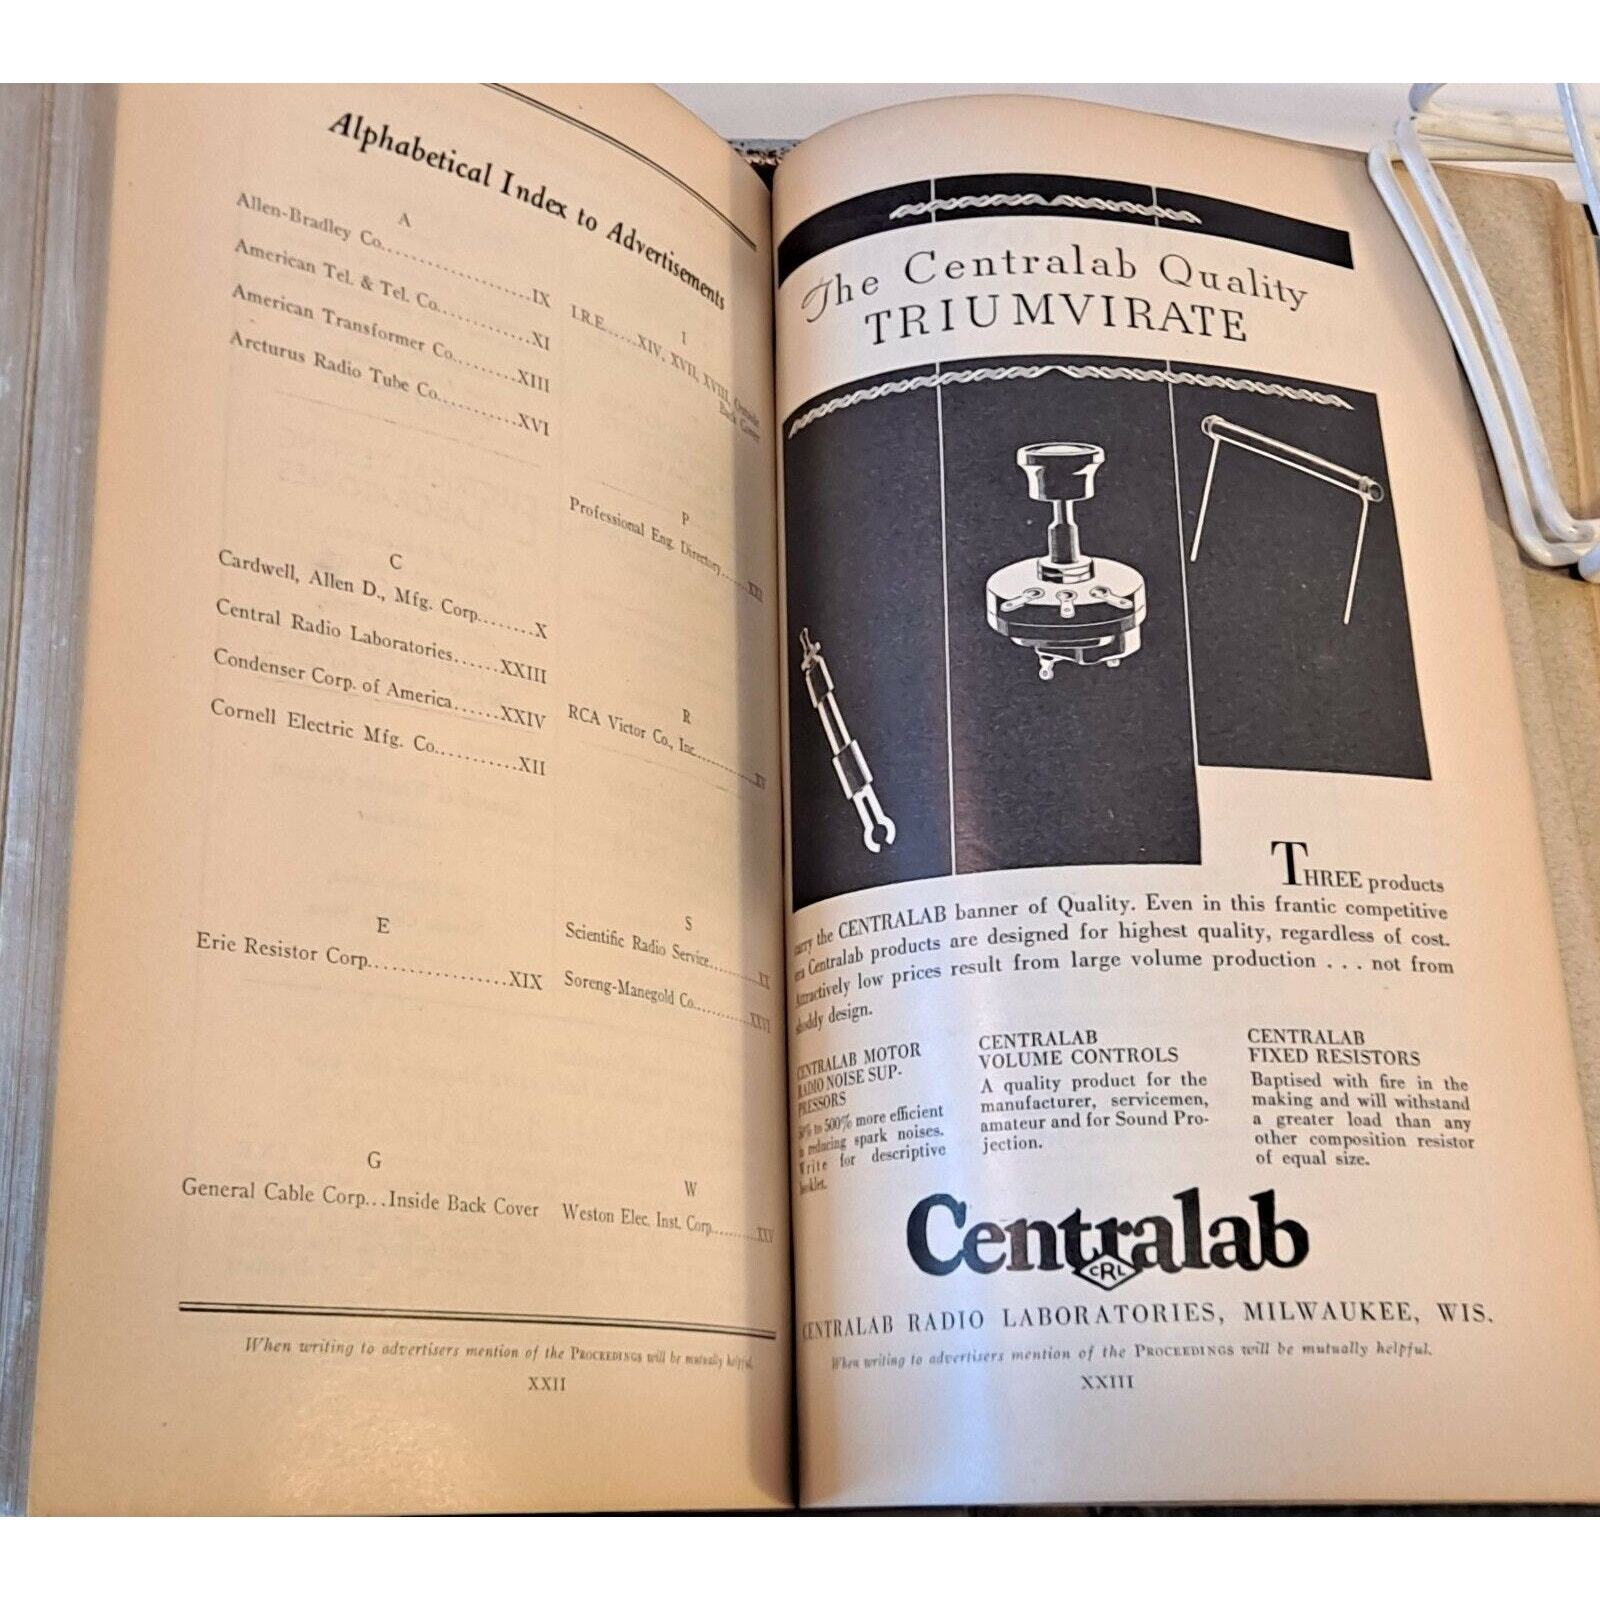 Alphabetical Index to Advertisements
A
Allen-Bradley Co. IX
American Tel. & Tel. Co. XI
American Transformer Co. XIII
Arcturus Radio Tube Co. XVI
C
Cardwell, Allen D., Mfg. Corp. X
Central Radio Laboratories XXIII
Condenser Corp. of America XXIV
Cornell Electric Mfg. Co. XII
E
Erie Resistor Corp. XIX
G
General Cable Corp...Inside Back Cover
I
I.R.E. XIV, XVII, XVIII, Outside
Back Cover
P
Professional Eng. Directory XXI
R
RCA Victor Co., Inc. XV
S
Scientific Radio Service XX
Soreng-Manegold Co. XXVI
W
Weston Elec. Inst. Corp. XXV
When writing to advertisers mention of the PROCEEDINGS will be mutually helpful.
XXII
The Centralab Quality
TRIUMVIRATE
THREE products
carry the CENTRALAB banner of Quality. Even in this frantic competitive
era Centralab products are designed for highest quality, regardless of cost.
Attractively low prices result from large volume production . . . not from
shoddy design.
CENTRALAB MOTOR
RADIO NOISE SUP-
PRESSORS
to 500% more efficient
in reducing spark noises.
Write for descriptive
booklet.
CENTRALAB
VOLUME CONTROLS
A quality product for the
manufacturer, servicemen,
amateur and for Sound Pro-
jection.
CENTRALAB
FIXED RESISTORS
Baptised with fire in the
making and will withstand
a greater load than any
other composition resistor
of equal size.
Centralab
CRL
CENTRALAB RADIO LABORATORIES, MILWAUKEE, WIS.
When writing to advertisers mention of the PROCEEDINGS will be mutually helpful.
XXIII